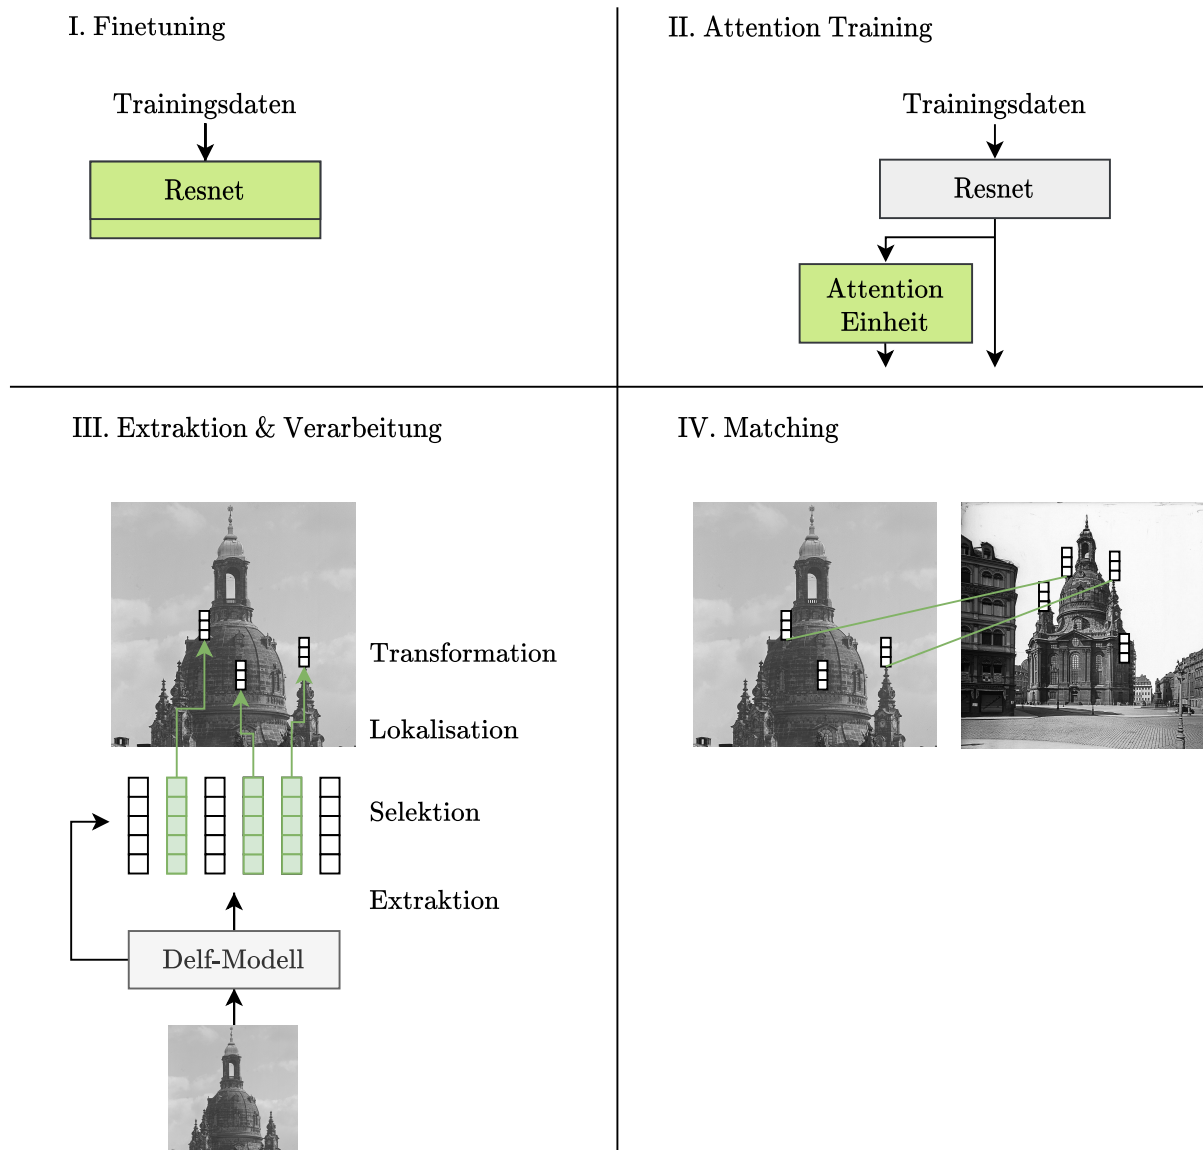 I. Finetuning
Trainingsdaten
Resnet
II. Attention Training
Trainingsdaten
Resnet
Attention
Einheit
III. Extraktion & Verarbeitung
Transformation
Lokalisation
Selektion
Extraktion
Delf-Modell
IV. Matching